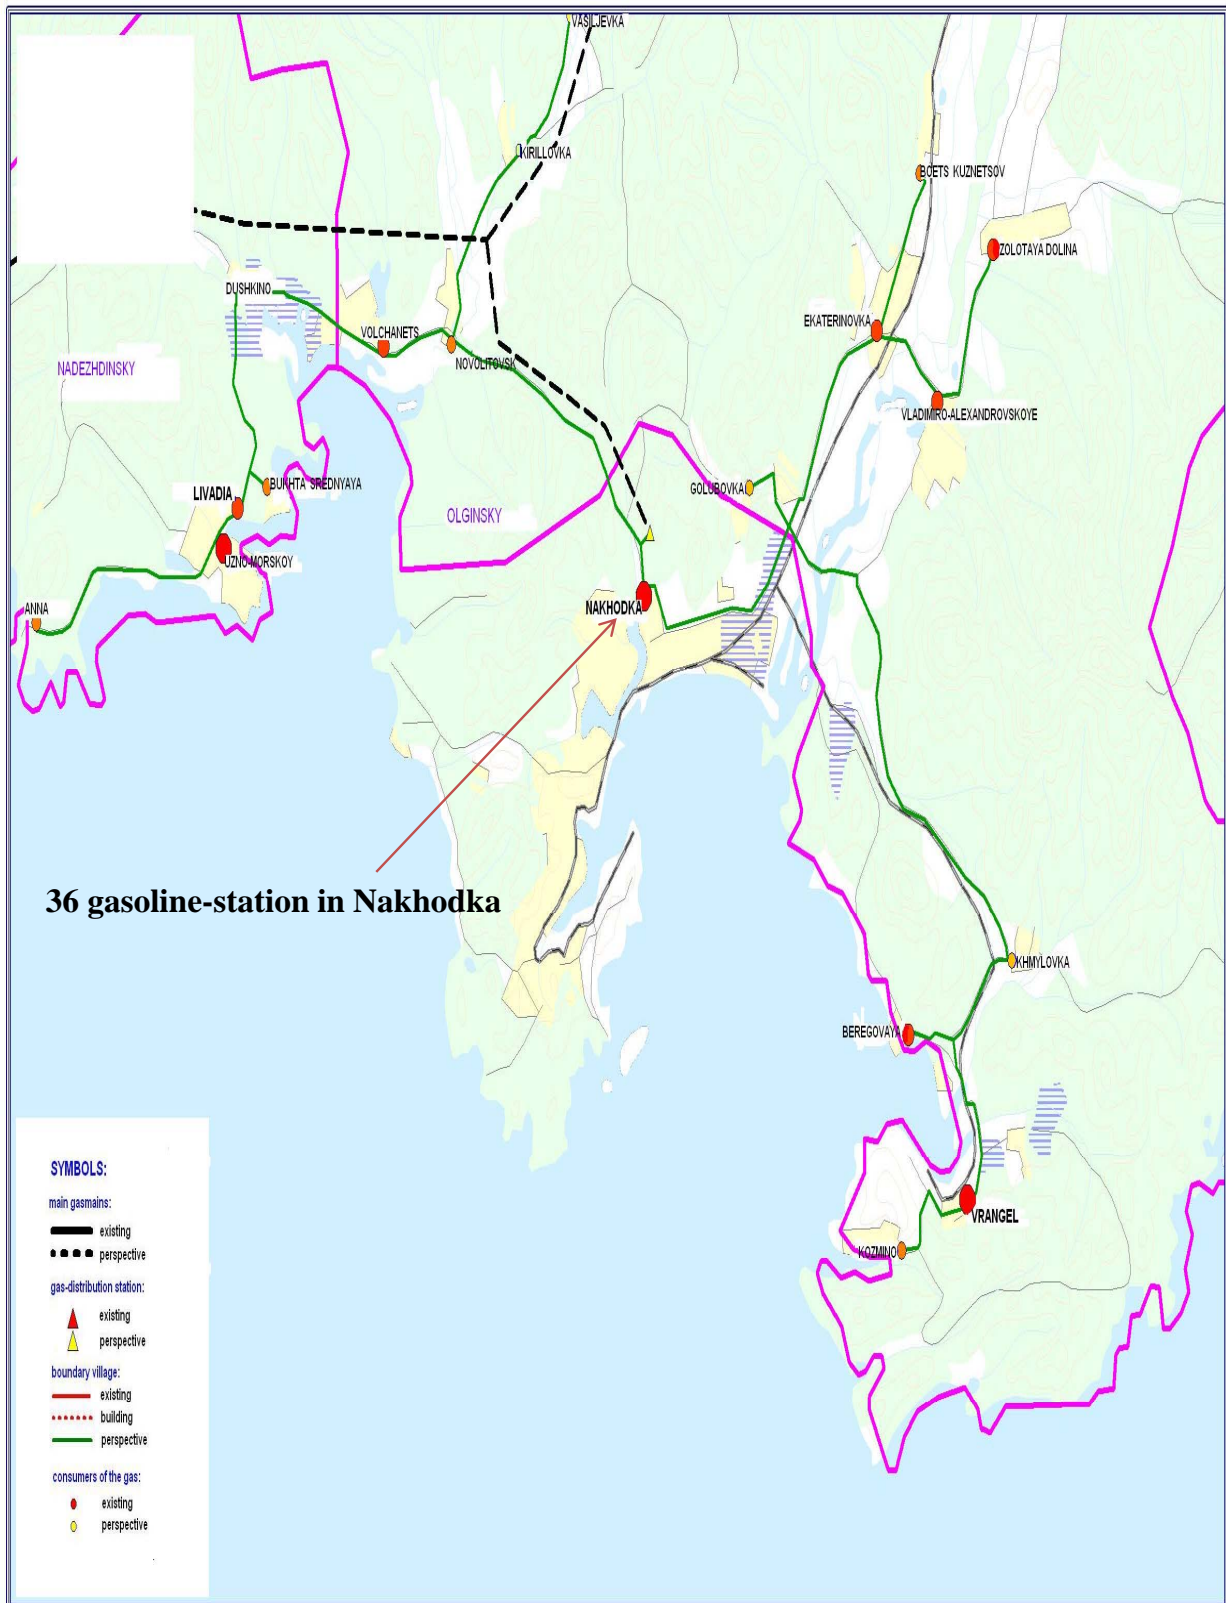 VASILJEVKA
KIRILLOVKA
BOETS KUZNETSOV
ZOLOTAYA DOLINA
DUSHKINO
EKATERINOVKA
VOLCHANETS
NOVOLITOVSK
NADEZHDINSKY
VLADIMIRO-ALEXANDROVSKOYE
BUKHTA SREDNYAYA
GOLUBOVKA
LIVADIA
OLGINSKY
UZNO-MORSKOY
ANNA
NAKHODKA
36 gasoline-station in Nakhodka
KHMYLOVKA
BEREGOVAYA
VRANGEL
KOZMINO
SYMBOLS:
main gasmains:
existing
perspective
gas-distribution station:
existing
perspective
boundary village:
existing
building
perspective
consumers of the gas:
existing
perspective